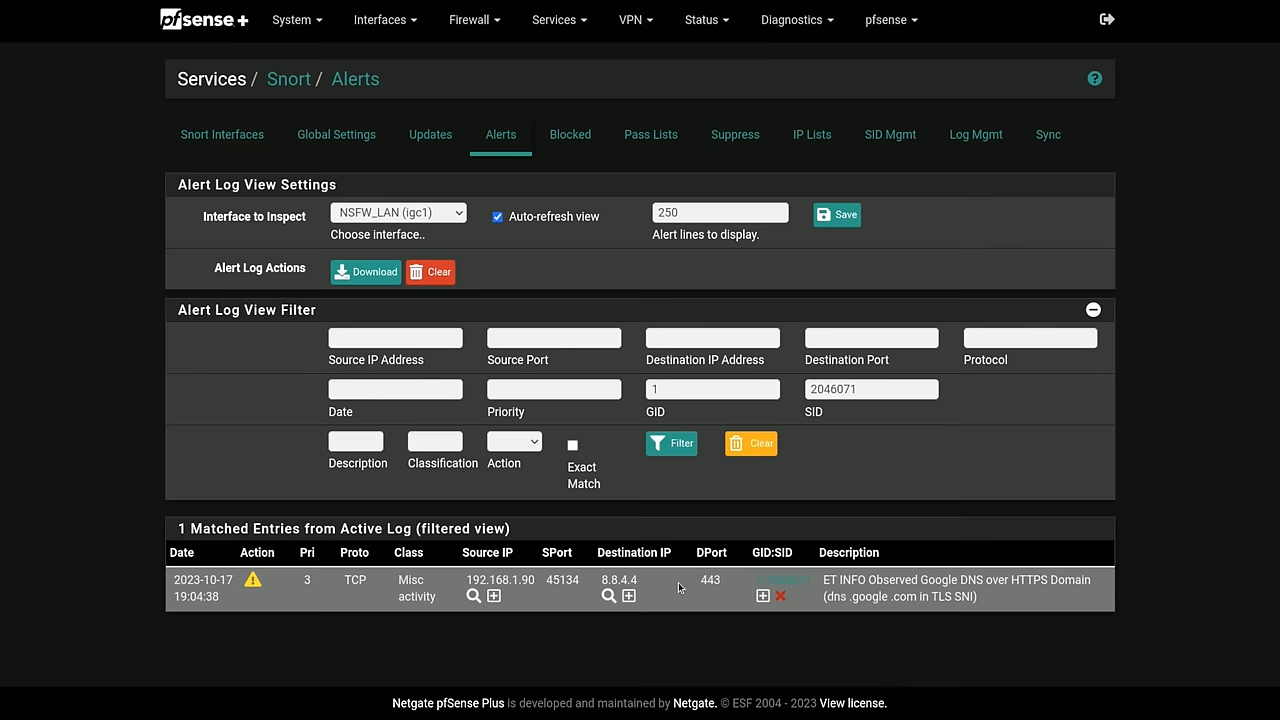 pfsense +
System Interfaces Firewall Services VPN Status Diagnostics pfsense
Services / Snort / Alerts
Snort Interfaces Global Settings Updates Alerts Blocked Pass Lists Suppress IP Lists SID Mgmt Log Mgmt Sync
Alert Log View Settings
Interface to Inspect NSFW_LAN (igc1) Auto-refresh view 250 Save
Choose interface.. Alert lines to display.
Alert Log Actions Download Clear
Alert Log View Filter
Source IP Address Source Port Destination IP Address Destination Port Protocol
1 2046071
Date Priority GID SID
Filter Clear
Description Classification Action Exact
Match
1 Matched Entries from Active Log (filtered view)
Date Action Pri Proto Class Source IP SPort Destination IP DPort GID:SID Description
2023-10-17 3 TCP Misc 192.168.1.90 45134 8.8.4.4 443 ET INFO Observed Google DNS over HTTPS Domain
19:04:38 activity (dns .google .com in TLS SNI)
Netgate pfSense Plus is developed and maintained by Netgate. © ESF 2004 - 2023 View license.